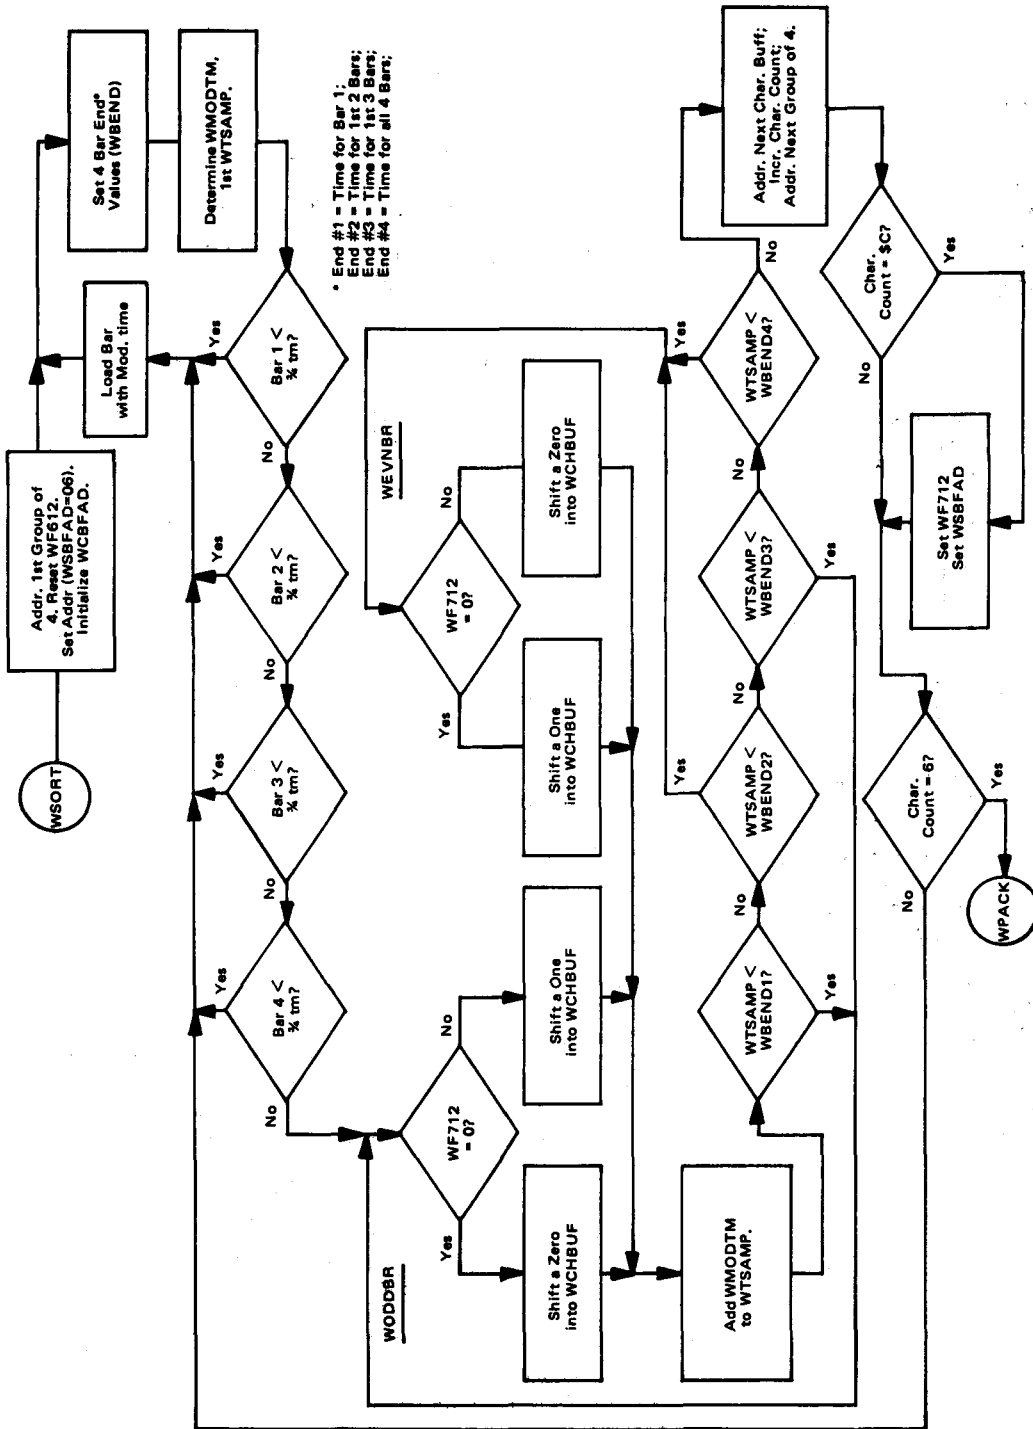 WSORT
Addr. 1st Group of
4. Reset WF612.
Set Addr (WSBFAD=06).
Initialize WCBFAD.
Load Bar
with Mod. time
Set 4 Bar End*
Values (WBEND)
Determine WMODTM,
1st WTSAMP.
* End #1 = Time for Bar 1;
End #2 = Time for 1st 2 Bars;
End #3 = Time for 1st 3 Bars;
End #4 = Time for all 4 Bars;
Bar 1 <
¾ tm?
Yes
No
Bar 2 <
¾ tm?
Yes
No
Bar 3 <
¾ tm?
Yes
No
Bar 4 <
¾ tm?
Yes
No
WODDBR
WF712
= 0?
Yes
No
Shift a Zero
into WCHBUF
Shift a One
into WCHBUF
WEVNBR
WF712
= 0?
Yes
No
Shift a One
into WCHBUF
Shift a Zero
into WCHBUF
Add WMODTM
to WTSAMP.
WTSAMP <
WBEND1?
Yes
No
WTSAMP <
WBEND2?
Yes
No
WTSAMP <
WBEND3?
Yes
No
WTSAMP <
WBEND4?
Yes
No
Addr. Next Char. Buff;
Incr. Char. Count;
Addr. Next Group of 4.
Char.
Count = $C?
No
Yes
Set WF712
Set WSBFAD
Char.
Count = 6?
No
Yes
WPACK